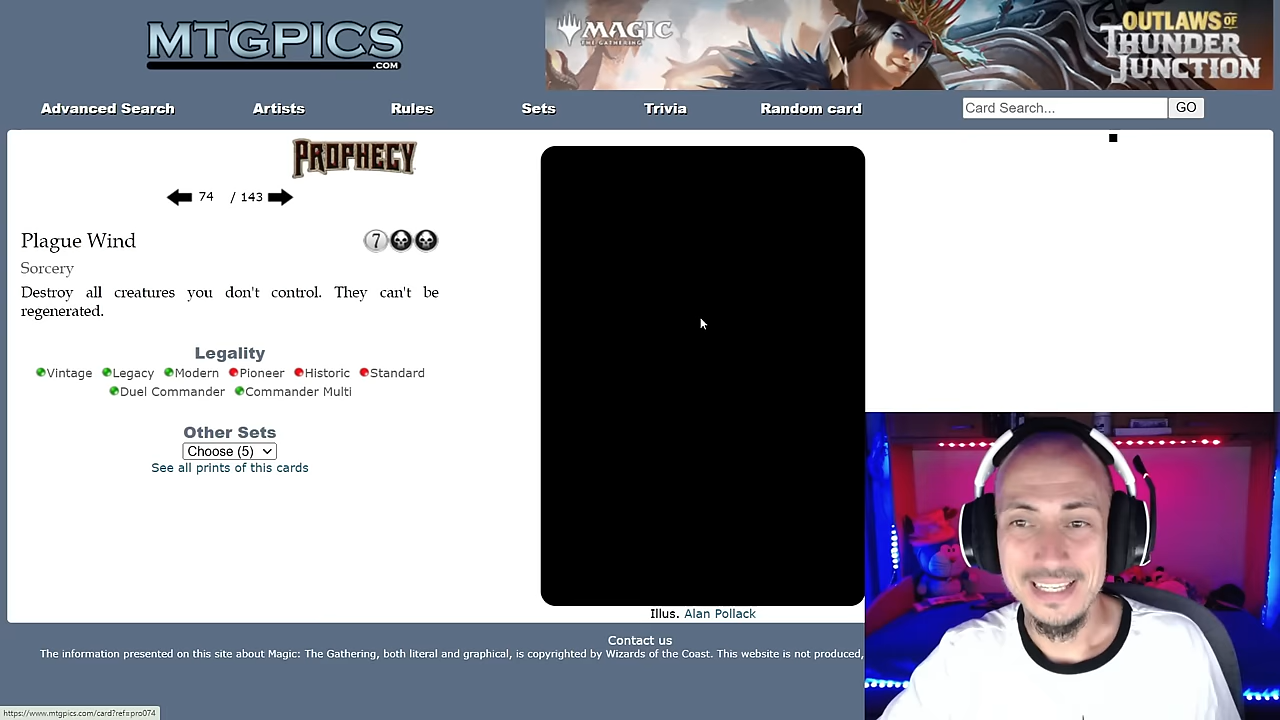 MTGPICS
.COM
MAGIC
THE GATHERING
OUTLAWS OF
THUNDER
JUNCTION
Advanced Search
Artists
Rules
Sets
Trivia
Random card
Card Search...
GO
PROPHECY
74 / 143
Plague Wind
7
Sorcery
Destroy all creatures you don't control. They can't be
regenerated.
Legality
Vintage Legacy Modern Pioneer Historic Standard
Duel Commander Commander Multi
Other Sets
Choose (5)
See all prints of this cards
Illus. Alan Pollack
Contact us
The information presented on this site about Magic: The Gathering, both literal and graphical, is copyrighted by Wizards of the Coast. This website is not produced,
https://www.mtgpics.com/card?ref=pro074